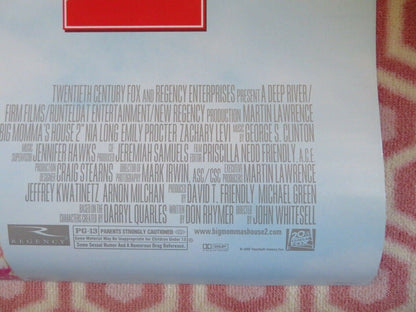 TWENTIETH CENTURY FOX AND REGENCY ENTERPRISES PRESENT A DEEP RIVER/
FIRM FILMS/RUNTELDAT ENTERTAINMENT/NEW REGENCY PRODUCTION MARTIN LAWRENCE
BIG MOMMA'S HOUSE 2" NIA LONG EMILY PROCTER ZACHARY LEVI MUSIC BY GEORGE S. CLINTON
MUSIC SUPERVISION JENNIFER HAWKS JEREMIAH SAMUELS EDITOR PRISCILLA NEDD FRIENDLY A.C.E.
PRODUCTION DESIGNER CRAIG STEARNS DIRECTOR OF PHOTOGRAPHY MARK IRWIN ASC/CSC EXECUTIVE PRODUCERS MARTIN LAWRENCE
JEFFREY KWATINETZ ARNON MILCHAN PRODUCED BY DAVID T. FRIENDLY MICHAEL GREEN
BASED ON THE CHARACTERS CREATED BY DARRYL QUARLES WRITTEN BY DON RHYMER DIRECTED BY JOHN WHITESELL
R
REGENCY
PG-13 PARENTS STRONGLY CAUTIONED
Some Material May Be Inappropriate for Children Under 13
Some Sexual Humor And A Humorous Drug Reference.
www.bigmommashouse2.com
DOLBY
20th CENTURY FOX